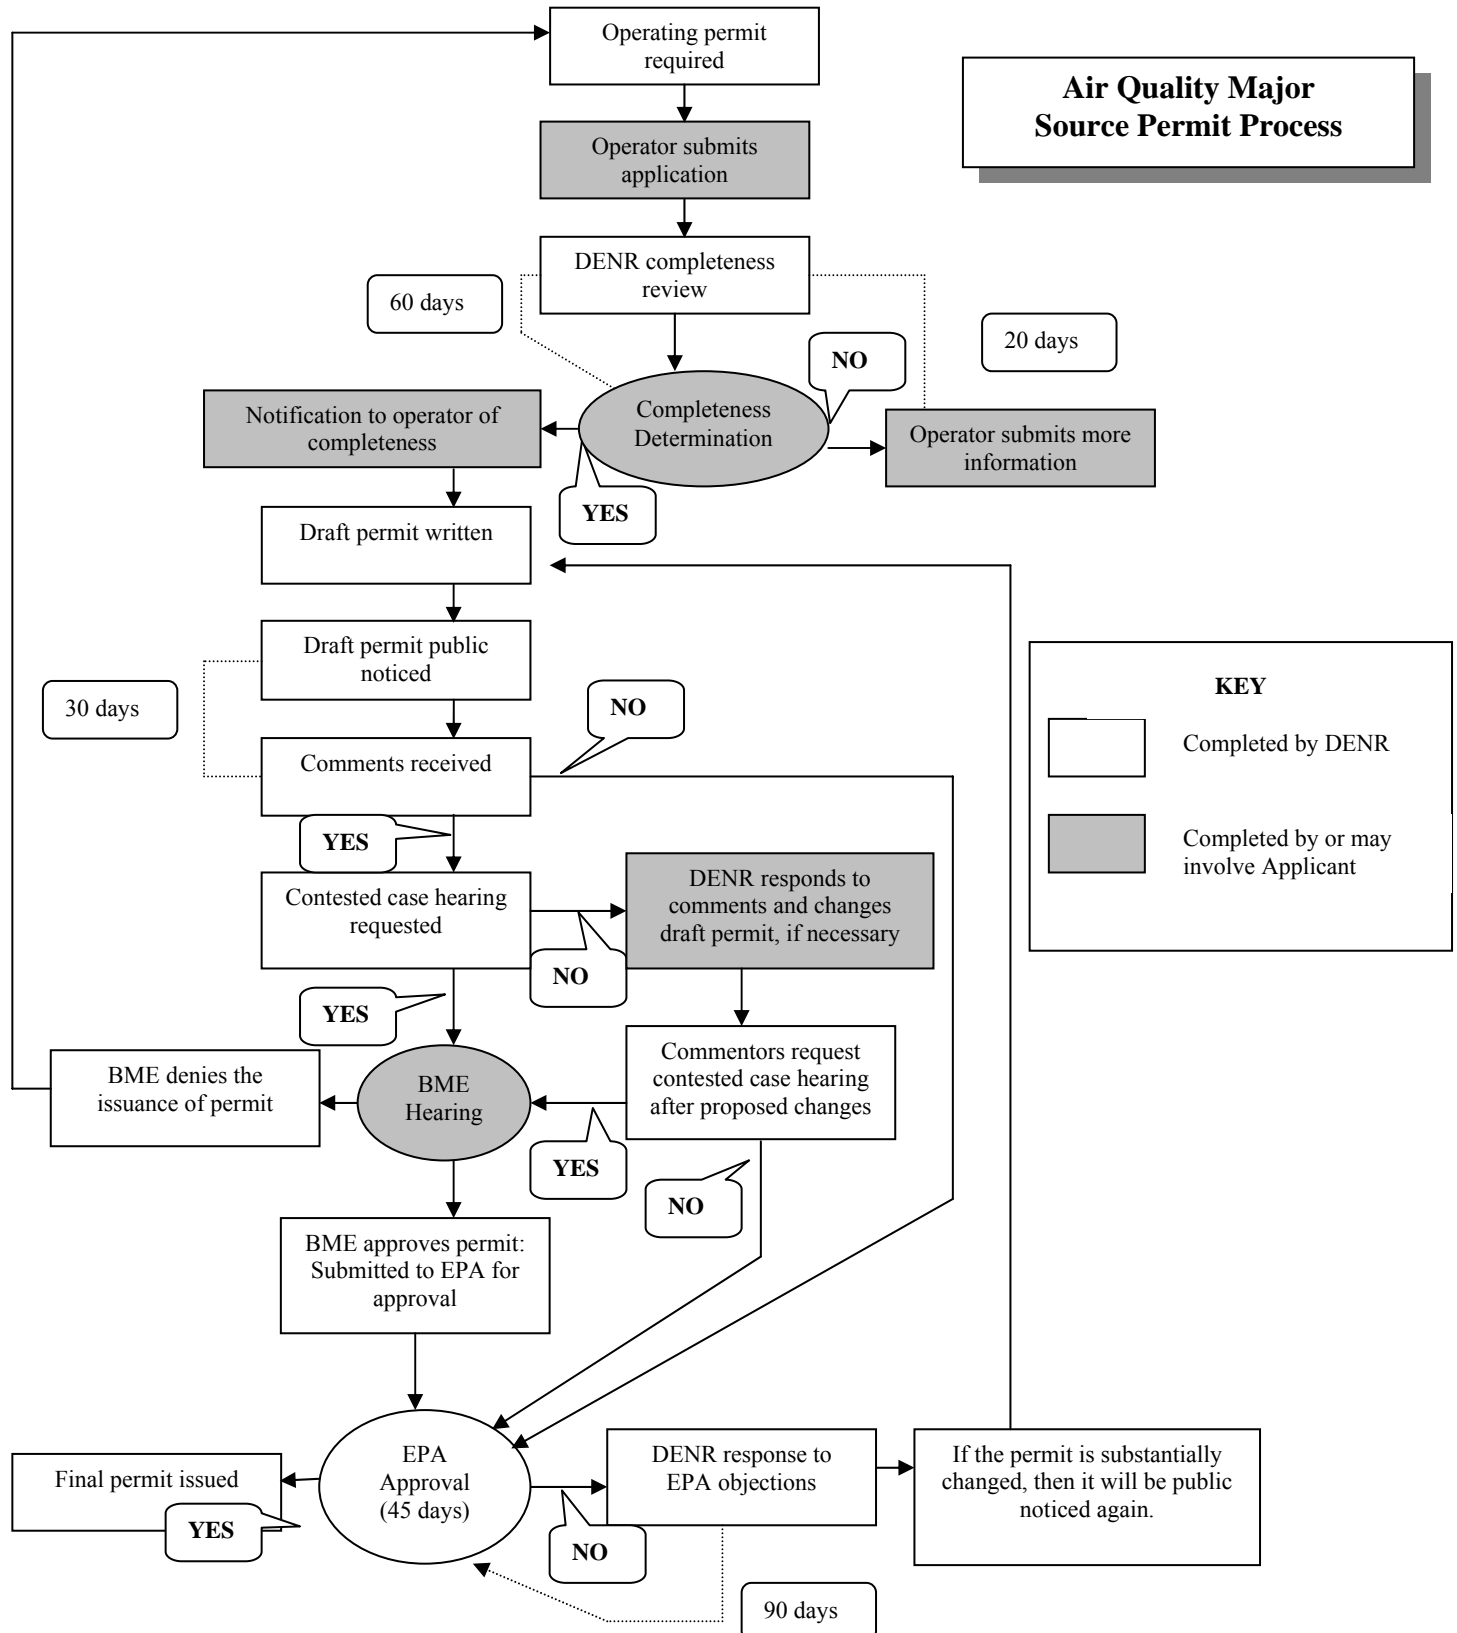 Operating permit
required
Air Quality Major
Source Permit Process
Operator submits
application
DENR completeness
review
60 days
20 days
NO
Completeness
Determination
Notification to operator of
completeness
Operator submits more
information
YES
Draft permit written
Draft permit public
noticed
30 days
NO
Comments received
KEY
Completed by DENR
Completed by or may
involve Applicant
YES
Contested case hearing
requested
DENR responds to
comments and changes
draft permit, if necessary
NO
YES
Commentors request
contested case hearing
after proposed changes
BME denies the
issuance of permit
BME
Hearing
YES
NO
BME approves permit:
Submitted to EPA for
approval
EPA
Approval
(45 days)
Final permit issued
YES
DENR response to
EPA objections
NO
If the permit is substantially
changed, then it will be public
noticed again.
90 days